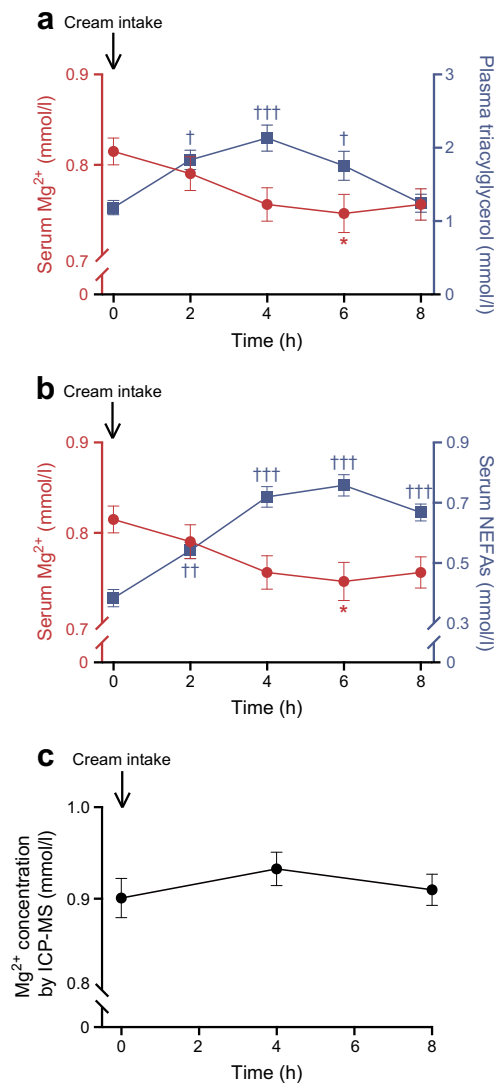 a
Cream intake
0.9
0.8
0.7
0
Serum Mg²⁺ (mmol/l)
3
2
1
0
Plasma triacylglycerol (mmol/l)
†
†††
†
*
0 2 4 6 8
Time (h)
b
Cream intake
0.9
0.8
0.7
0
Serum Mg²⁺ (mmol/l)
0.9
0.7
0.5
0.3
0
Serum NEFAs
(mmol/l)
††
†††
†††
†††
*
0 2 4 6 8
Time (h)
c
Cream intake
1.0
0.9
0.8
0
Mg²⁺ concentration
by ICP-MS (mmol/l)
0 2 4 6 8
Time (h)